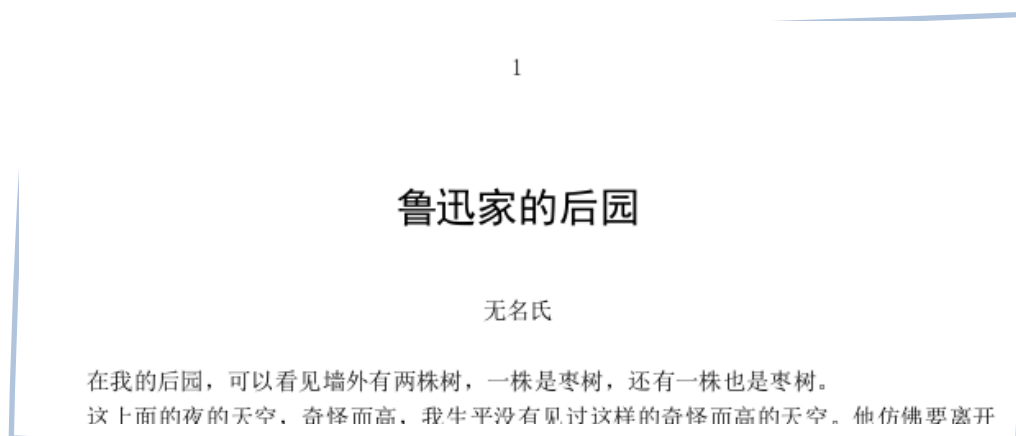 1
鲁迅家的后园
无名氏
在我的后园，可以看见墙外有两株树，一株是枣树，还有一株也是枣树。
这上面的夜的天空，奇怪而高，我生平没有见过这样的奇怪而高的天空。他仿佛要离开